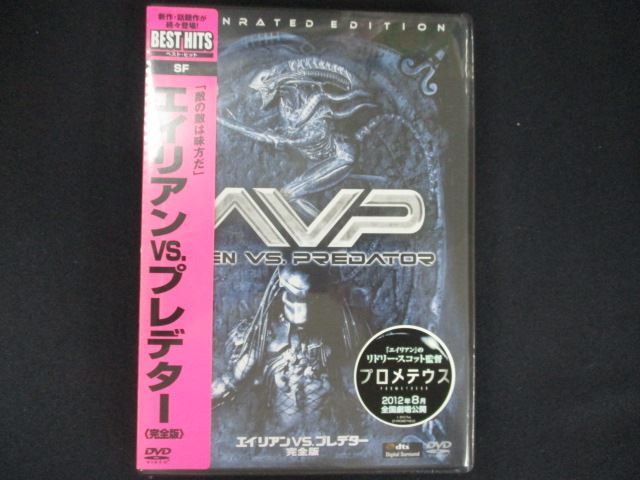 新作・話題作が
続々登場!
BEST HITS
ベスト・ヒット
SF
「敵の敵は味方だ」
エイリアンVS.プレデター
〈完全版〉
DVD
VIDEO
NRATED EDITION
AVP
EN VS. PREDATOR
『エイリアン』の
リドリー・スコット監督
プロメテウス
PROMETHEUS
2012年8月
全国劇場公開
エイリアンVS.プレデター
完全版
dts
Digital Surround
DVD